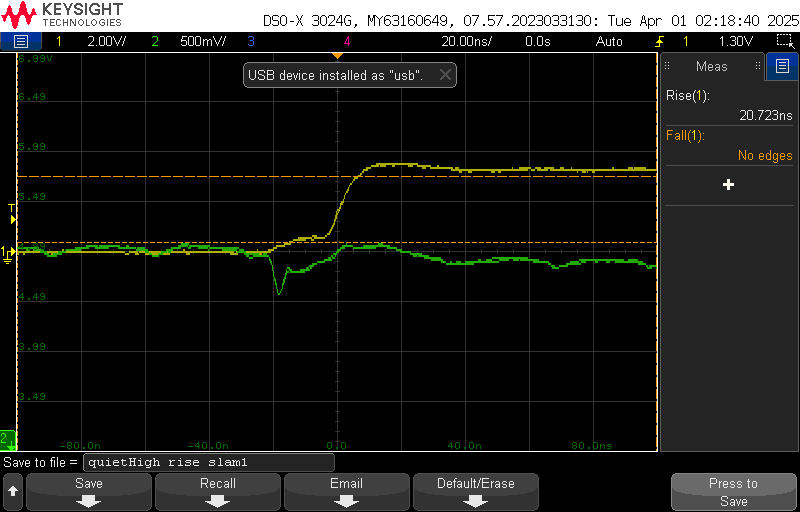 KEYSIGHT
TECHNOLOGIES
DSO-X 3024G, MY63160649, 07.57.2023033130: Tue Apr 01 02:18:40 2025
1 2.00V/ 2 500mV/ 3 4 20.00ns/ 0.0s Auto 1 1.30V
6.99V
USB device installed as "usb".
Meas
6.49
Rise(1):
20.723ns
5.99
Fall(1):
No edges
5.49
T
1
4.49
3.99
3.49
2
-80.0n -40.0n 0.0 40.0n 80.0ns
Save to file = quietHigh rise slam1
Save Recall Email Default/Erase Press to
Save